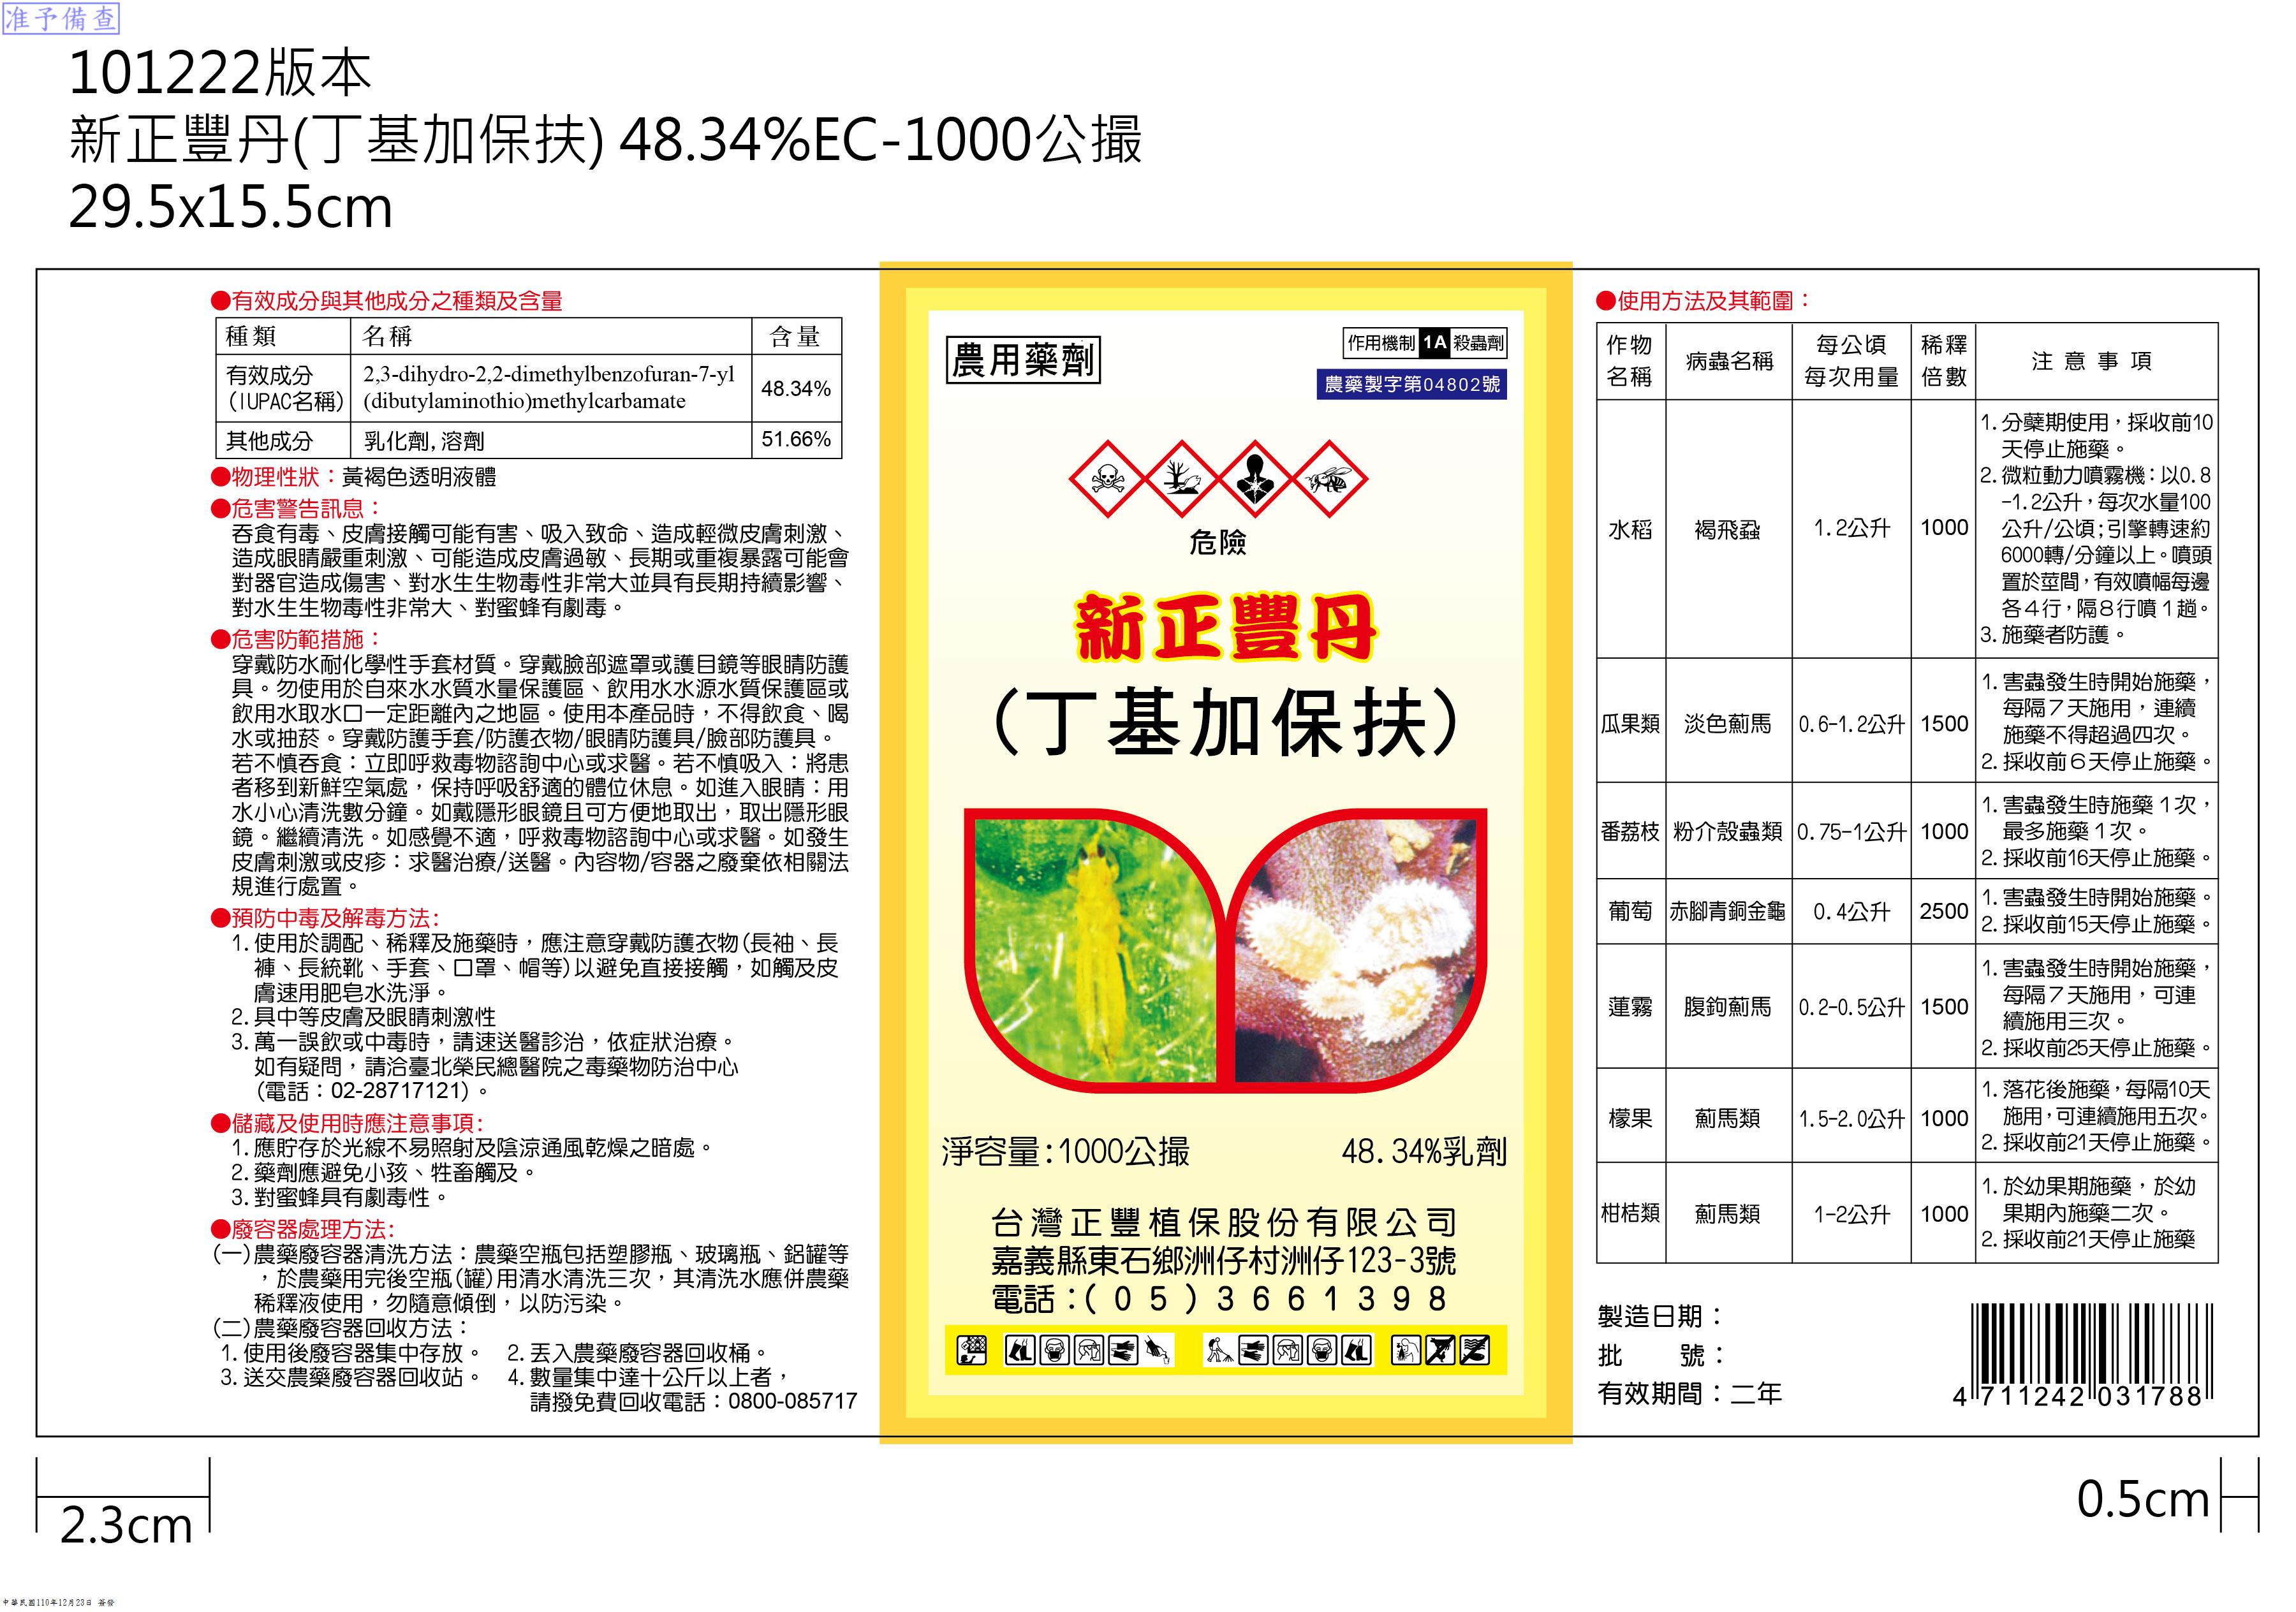 准予備查
101222版本
新正豐丹(丁基加保扶) 48.34%EC-1000公撮
29.5x15.5cm
●有效成分與其他成分之種類及含量
種類 名稱 含量
有效成分
（IUPAC名稱）
2,3-dihydro-2,2-dimethylbenzofuran-7-yl
(dibutylaminothio)methylcarbamate
48.34%
其他成分 乳化劑,溶劑 51.66%
●物理性狀：黃褐色透明液體
●危害警告訊息：
吞食有毒、皮膚接觸可能有害、吸入致命、造成輕微皮膚刺激、
造成眼睛嚴重刺激、可能造成皮膚過敏、長期或重複暴露可能會
對器官造成傷害、對水生生物毒性非常大並具有長期持續影響、
對水生生物毒性非常大、對蜜蜂有劇毒。
●危害防範措施：
穿戴防水耐化學性手套材質。穿戴臉部遮罩或護目鏡等眼睛防護
具。勿使用於自來水水質水量保護區、飲用水水源水質保護區或
飲用水取水口一定距離內之地區。使用本產品時，不得飲食、喝
水或抽菸。穿戴防護手套/防護衣物/眼睛防護具/臉部防護具。
若不慎吞食：立即呼救毒物諮詢中心或求醫。若不慎吸入：將患
者移到新鮮空氣處，保持呼吸舒適的體位休息。如進入眼睛：用
水小心清洗數分鐘。如戴隱形眼鏡且可方便地取出，取出隱形眼
鏡。繼續清洗。如感覺不適，呼救毒物諮詢中心或求醫。如發生
皮膚刺激或皮疹：求醫治療/送醫。內容物/容器之廢棄依相關法
規進行處置。
●預防中毒及解毒方法:
1.使用於調配、稀釋及施藥時，應注意穿戴防護衣物(長袖、長
褲、長統靴、手套、口罩、帽等)以避免直接接觸，如觸及皮
膚速用肥皂水洗淨。
2.具中等皮膚及眼睛刺激性
3.萬一誤飲或中毒時，請速送醫診治，依症狀治療。
如有疑問，請洽臺北榮民總醫院之毒藥物防治中心
(電話：02-28717121)。
●儲藏及使用時應注意事項:
1.應貯存於光線不易照射及陰涼通風乾燥之暗處。
2.藥劑應避免小孩、牲畜觸及。
3.對蜜蜂具有劇毒性。
●廢容器處理方法:
(一)農藥廢容器清洗方法：農藥空瓶包括塑膠瓶、玻璃瓶、鋁罐等
，於農藥用完後空瓶(罐)用清水清洗三次，其清洗水應併農藥
稀釋液使用，勿隨意傾倒，以防污染。
(二)農藥廢容器回收方法：
1.使用後廢容器集中存放。 2.丟入農藥廢容器回收桶。
3.送交農藥廢容器回收站。 4.數量集中達十公斤以上者，
請撥免費回收電話：0800-085717
農用藥劑
作用機制 1A 殺蟲劑
農藥製字第04802號
危險
新正豐丹
(丁基加保扶)
淨容量:1000公撮 48.34%乳劑
台灣正豐植保股份有限公司
嘉義縣東石鄉洲仔村洲仔123-3號
電話：(05)3661398
●使用方法及其範圍：
作物
名稱
病蟲名稱
每公頃
每次用量
稀釋
倍數
注意事項
水稻 褐飛蝨 1.2公升 1000
1.分蘗期使用，採收前10
天停止施藥。
2.微粒動力噴霧機：以0.8
-1.2公升，每次水量100
公升/公頃；引擎轉速約
6000轉/分鐘以上。噴頭
置於莖間，有效噴幅每邊
各4行，隔8行噴1趟。
3.施藥者防護。
瓜果類 淡色薊馬 0.6-1.2公升 1500
1.害蟲發生時開始施藥，
每隔7天施用，連續
施藥不得超過四次。
2.採收前6天停止施藥。
番荔枝 粉介殼蟲類 0.75-1公升 1000
1.害蟲發生時施藥1次，
最多施藥1次。
2.採收前16天停止施藥。
葡萄 赤腳青銅金龜 0.4公升 2500
1.害蟲發生時開始施藥。
2.採收前15天停止施藥。
蓮霧 腹鉤薊馬 0.2-0.5公升 1500
1.害蟲發生時開始施藥，
每隔7天施用，可連
續施用三次。
2.採收前25天停止施藥。
檬果 薊馬類 1.5-2.0公升 1000
1.落花後施藥，每隔10天
施用，可連續施用五次。
2.採收前21天停止施藥。
柑桔類 薊馬類 1-2公升 1000
1.於幼果期施藥，於幼
果期內施藥二次。
2.採收前21天停止施藥
製造日期：
批 號：
有效期間：二年
4 711242 031788
2.3cm
0.5cm
中華民國110年12月23日 簽發